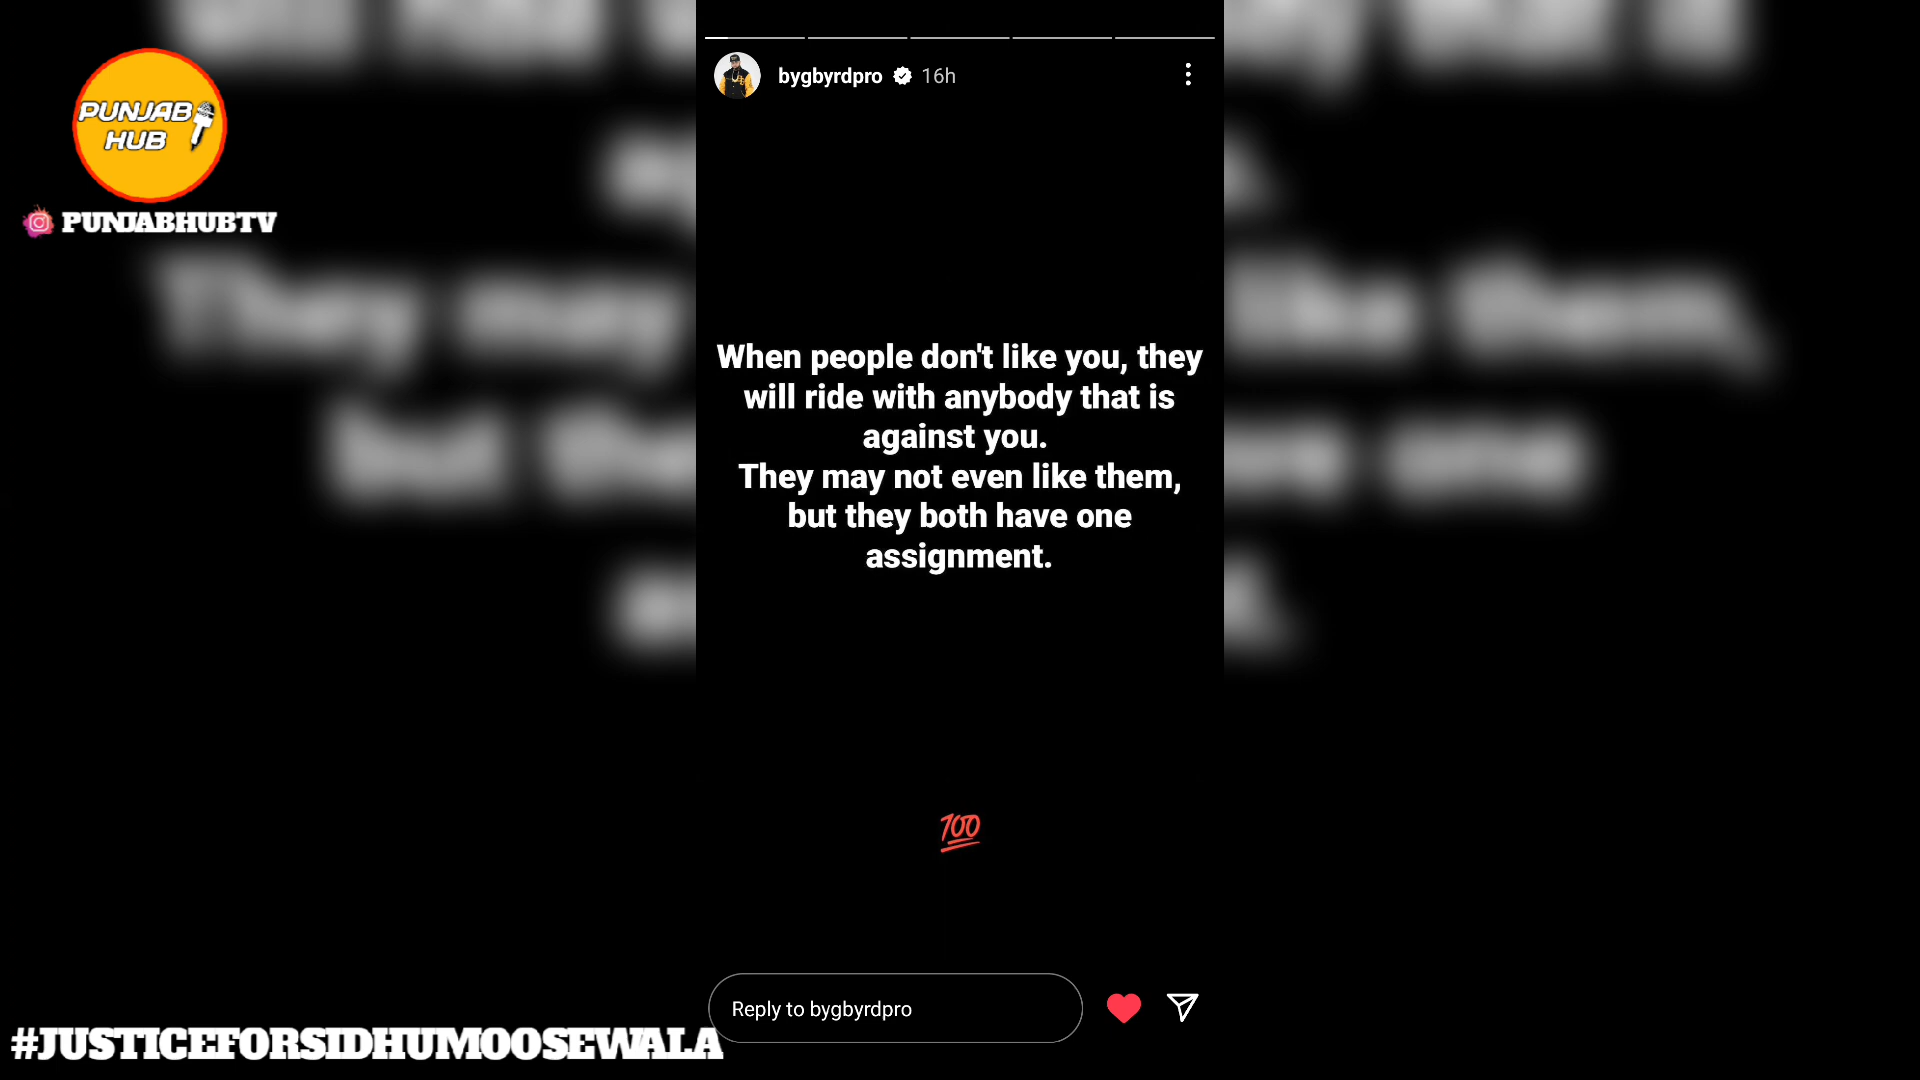 PUNJAB
HUB
PUNJABHUBTV
bygbyrdpro 16h
When people don't like you, they
will ride with anybody that is
against you.
They may not even like them,
but they both have one
assignment.
💯
Reply to bygbyrdpro
#JUSTICEFORSIDHUMOOSEWALA